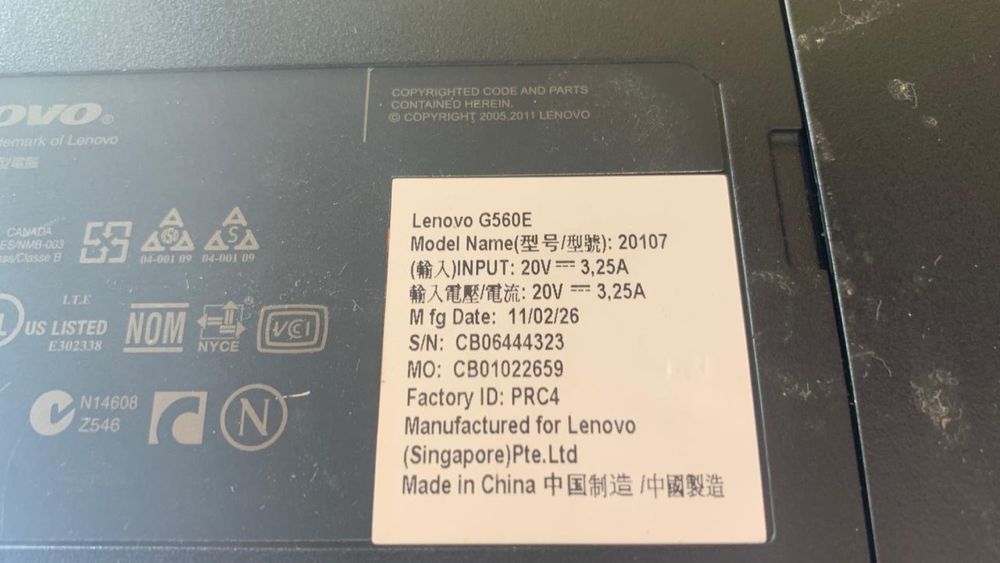 ovo®
demark of Lenovo
COPYRIGHTED CODE AND PARTS
CONTAINED HEREIN.
© COPYRIGHT 2005,2011 LENOVO
CANADA
ES/NMB-003
ass/Classe B
04-001 09
04-001 09
I.T.E
US LISTED
E302338
NOM
NYCE
VCCI
N14608
Z546
N
Lenovo G560E
Model Name(型号/型號): 20107
(輸入)INPUT: 20V⎓3,25A
輸入電壓/電流: 20V⎓3,25A
Mfg Date: 11/02/26
S/N: CB06444323
MO: CB01022659
Factory ID: PRC4
Manufactured for Lenovo
(Singapore)Pte.Ltd
Made in China 中国制造 /中國製造